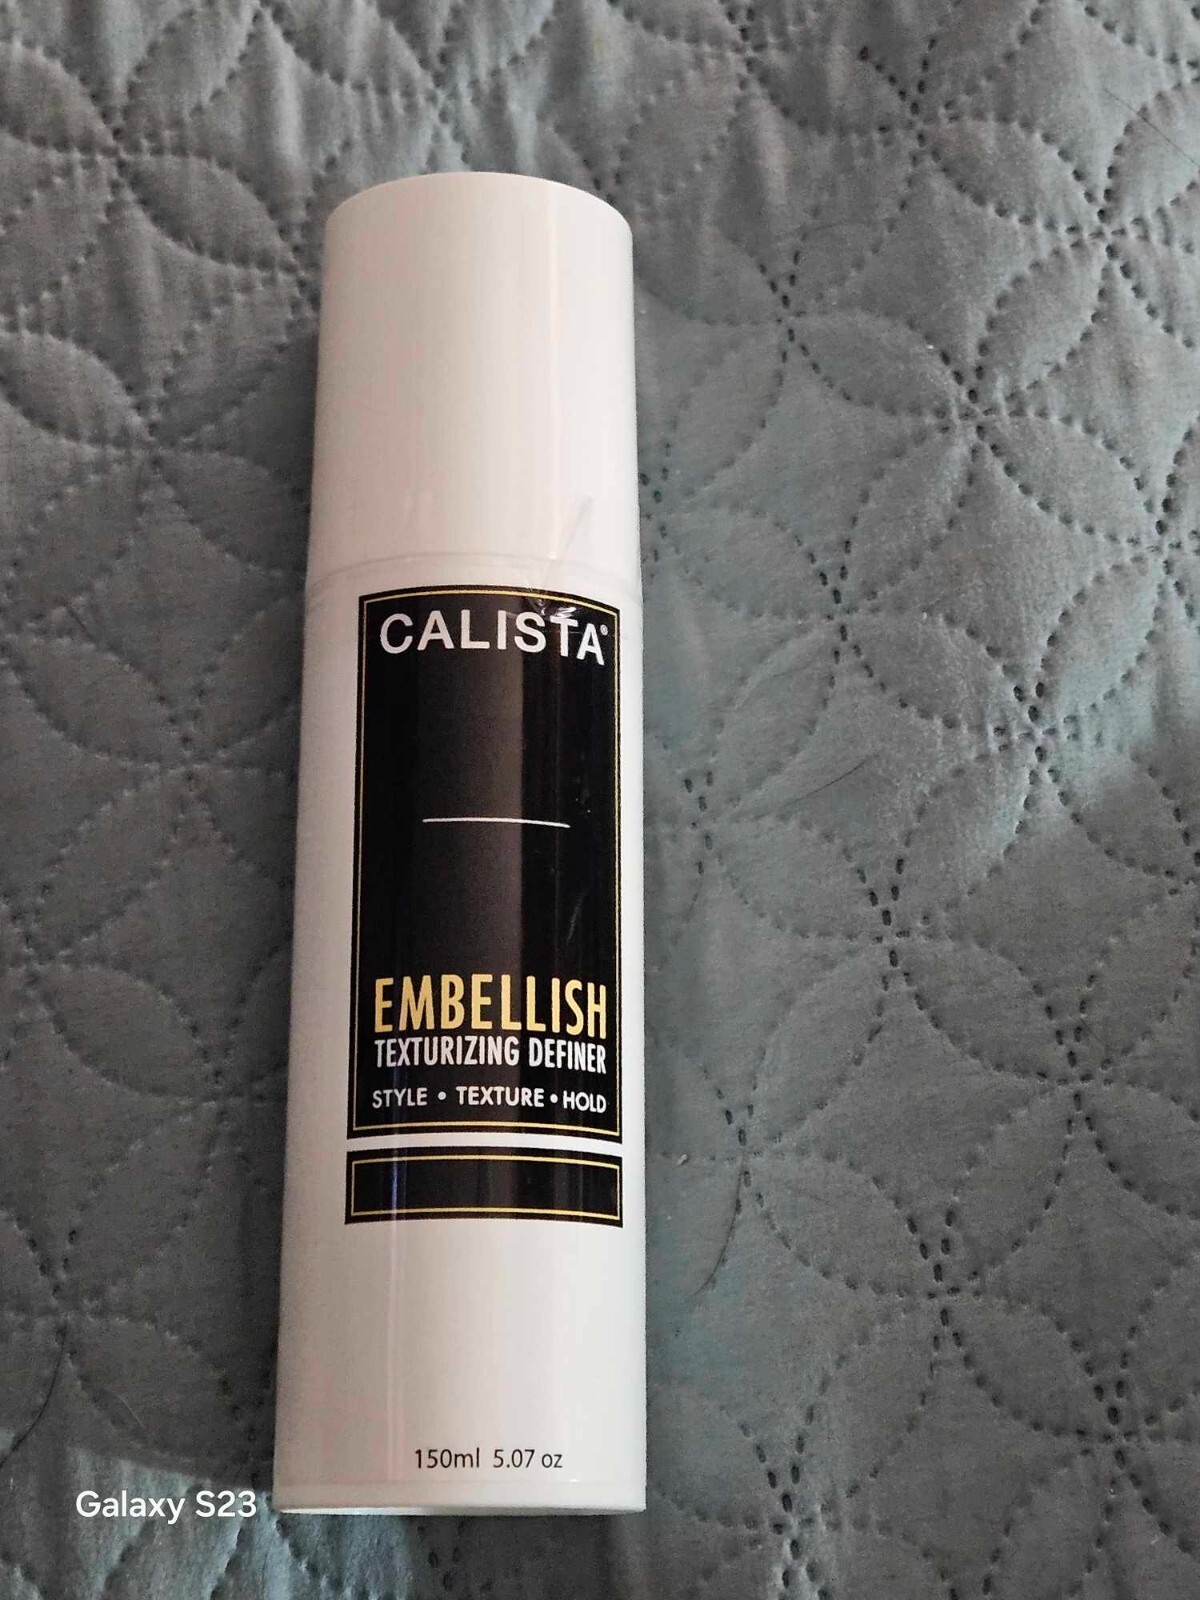 CALISTA®
EMBELLISH
TEXTURIZING DEFINER
STYLE • TEXTURE • HOLD
150ml 5.07 oz
Galaxy S23